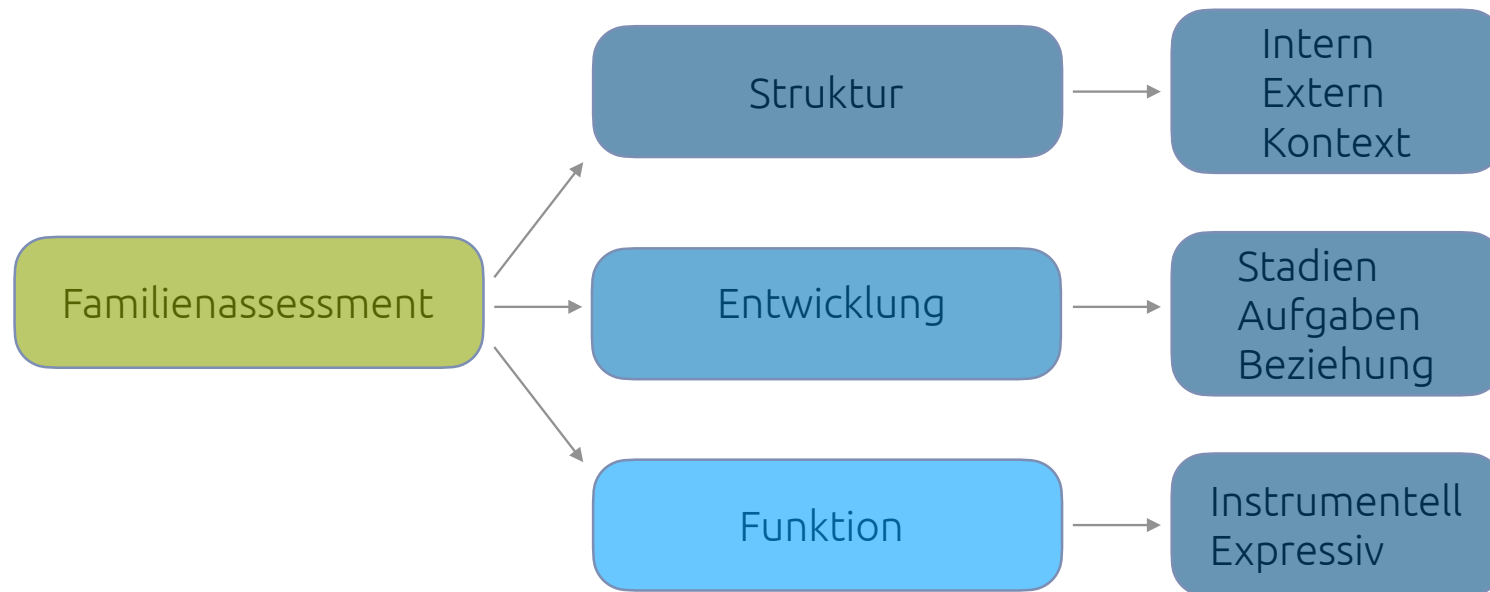 Familienassessment
Struktur
Intern
Extern
Kontext
Entwicklung
Stadien
Aufgaben
Beziehung
Funktion
Instrumentell
Expressiv